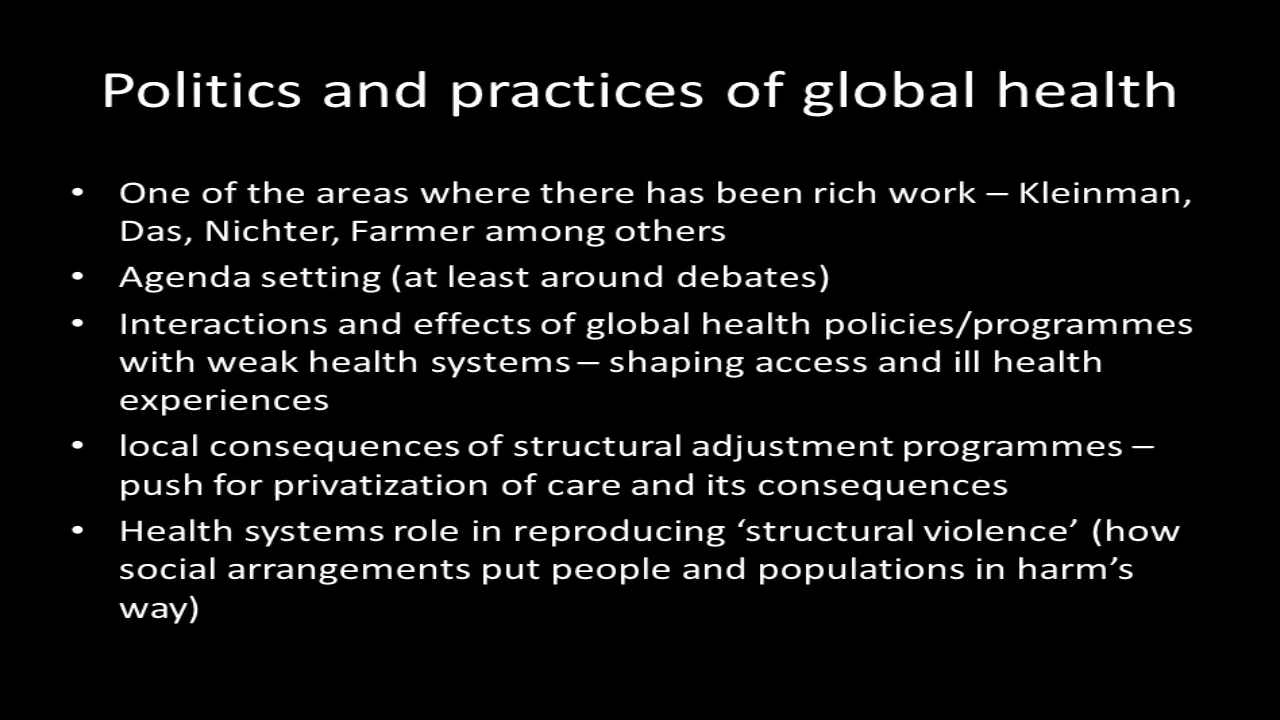 Politics and practices of global health
• One of the areas where there has been rich work – Kleinman,
Das, Nichter, Farmer among others
• Agenda setting (at least around debates)
• Interactions and effects of global health policies/programmes
with weak health systems – shaping access and ill health
experiences
• local consequences of structural adjustment programmes –
push for privatization of care and its consequences
• Health systems role in reproducing ‘structural violence’ (how
social arrangements put people and populations in harm’s
way)